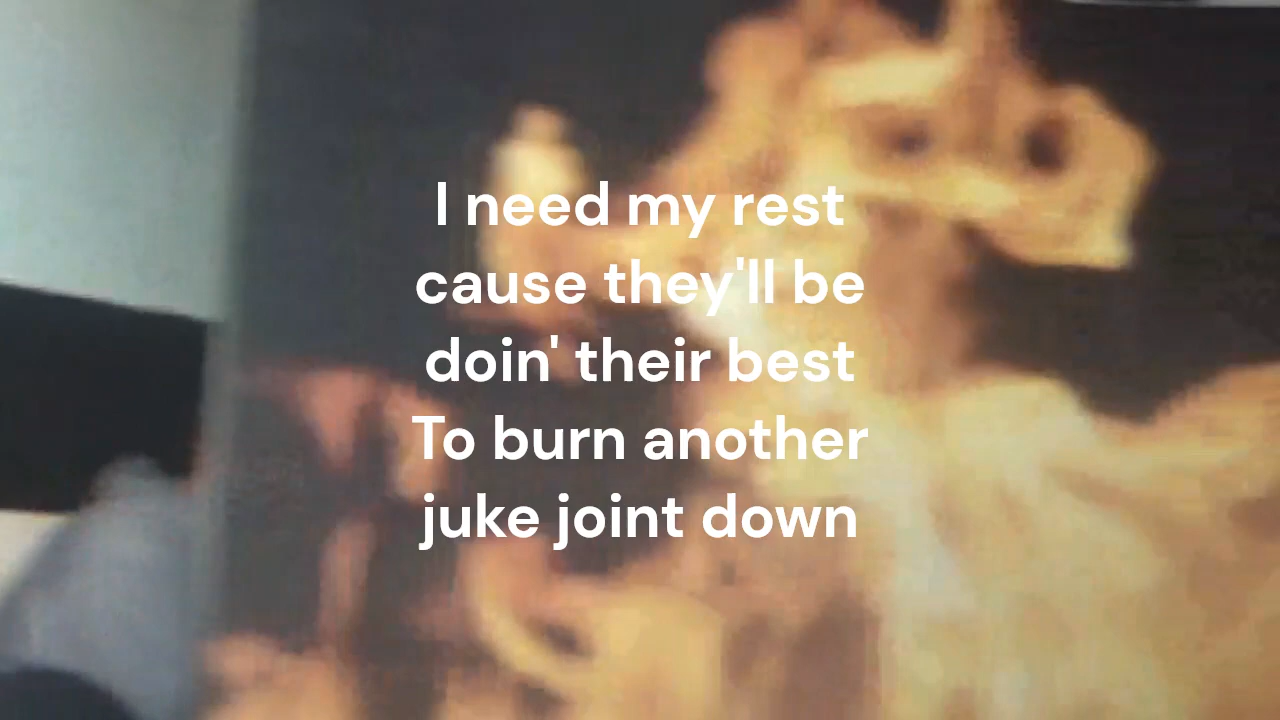 I need my rest
cause they'll be
doin' their best
To burn another
juke joint down